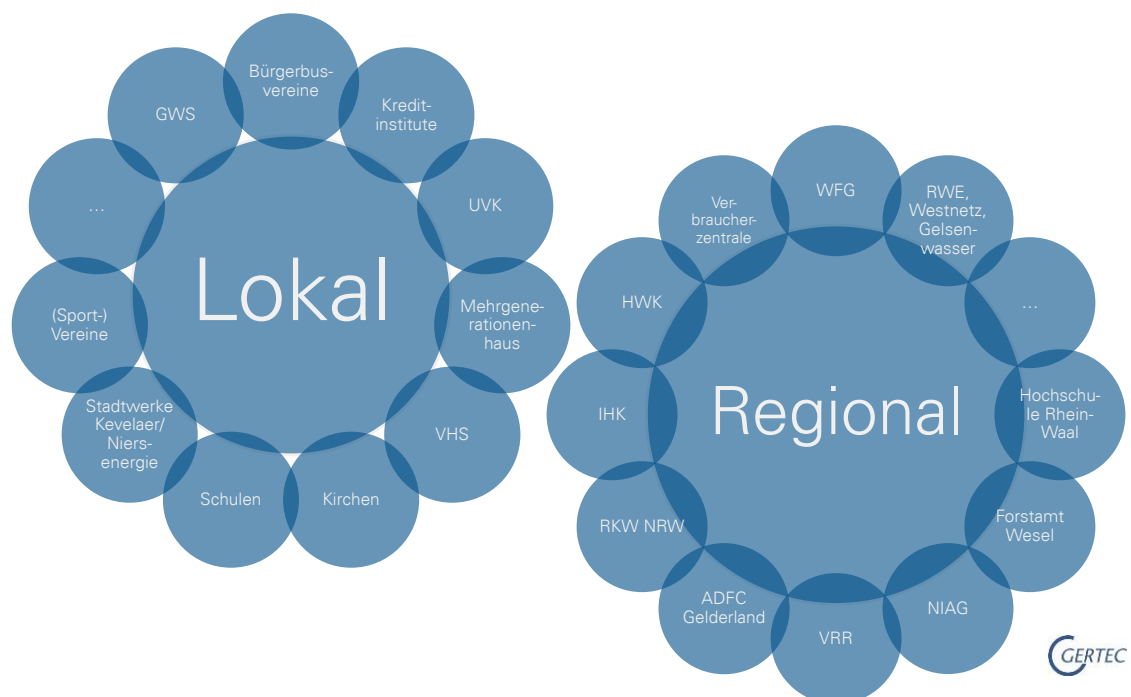 Lokal
Bürgerbus-
vereine
Kredit-
institute
UVK
Mehrgene-
rationen-
haus
VHS
Kirchen
Schulen
Stadtwerke
Kevelaer/
Niers-
energie
(Sport-)
Vereine
...
GWS
Regional
WFG
RWE,
Westnetz,
Gelsen-
wasser
...
Hochschu-
le Rhein-
Waal
Forstamt
Wesel
NIAG
VRR
ADFC
Gelderland
RKW NRW
IHK
HWK
Ver-
braucher-
zentrale
GERTEC